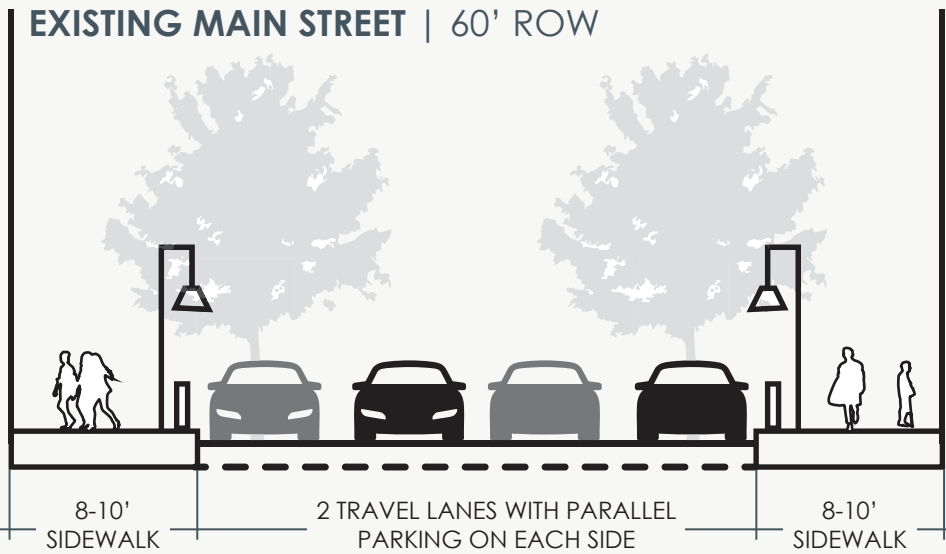 EXISTING MAIN STREET | 60’ ROW
8-10’
SIDEWALK
2 TRAVEL LANES WITH PARALLEL
PARKING ON EACH SIDE
8-10’
SIDEWALK